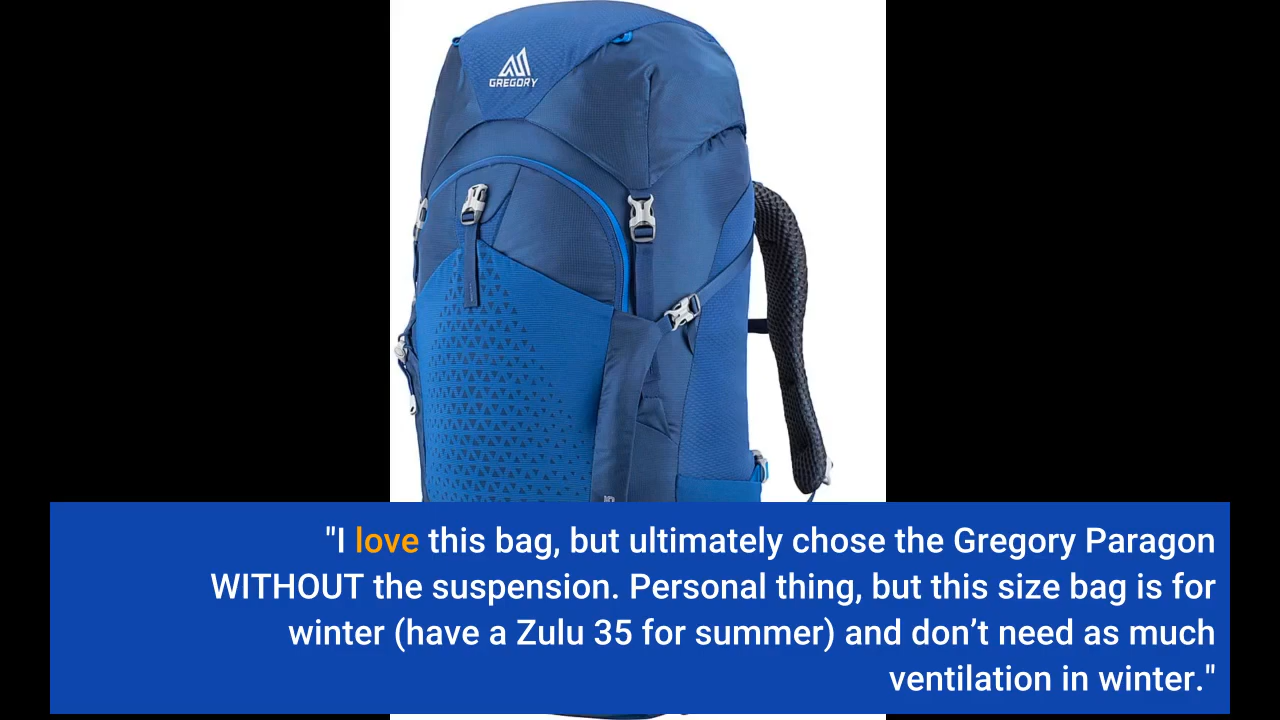 GREGORY
"I love this bag, but ultimately chose the Gregory Paragon
WITHOUT the suspension. Personal thing, but this size bag is for
winter (have a Zulu 35 for summer) and don’t need as much
ventilation in winter."